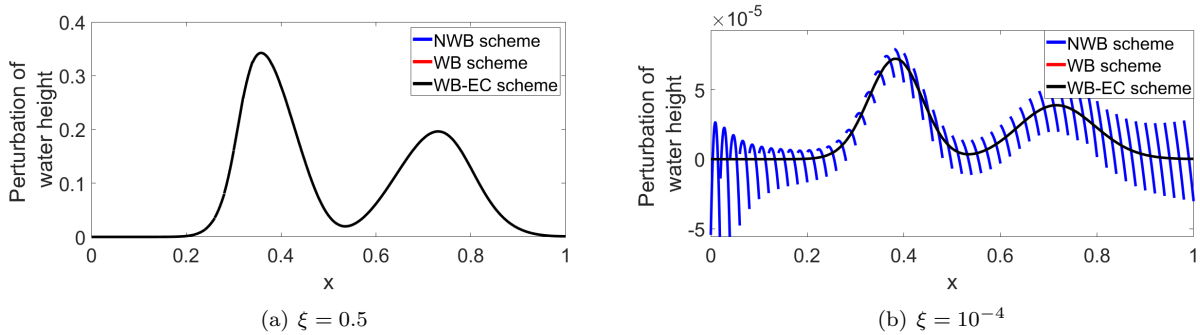 0.4
0.3
0.2
0.1
0
Perturbation of
water height
NWB scheme
WB scheme
WB-EC scheme
0 0.2 0.4 0.6 0.8 1
x
(a) ξ = 0.5
×10⁻⁵
5
0
-5
Perturbation of
water height
NWB scheme
WB scheme
WB-EC scheme
0 0.2 0.4 0.6 0.8 1
x
(b) ξ = 10⁻⁴